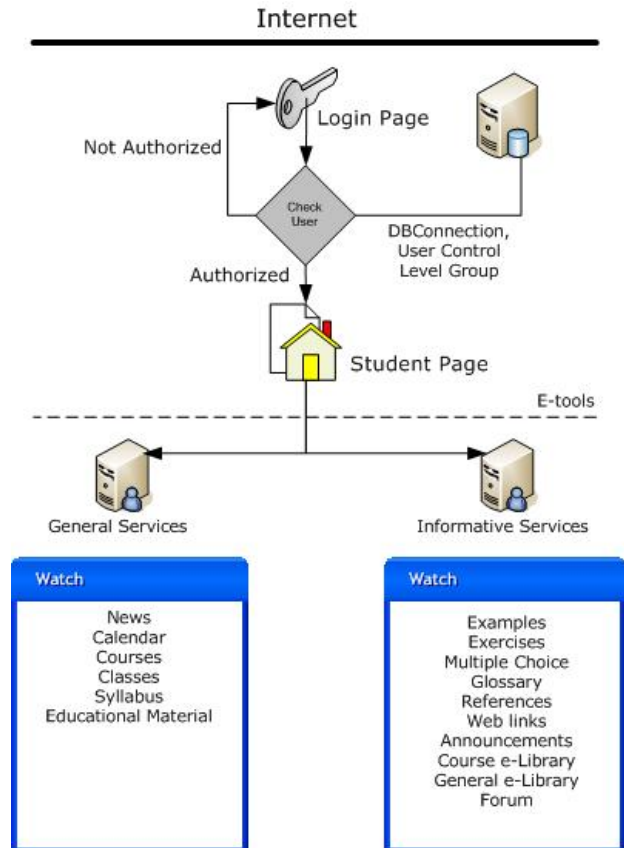 Internet
Login Page
Not Authorized
Check
User
DBConnection,
User Control
Level Group
Authorized
Student Page
E-tools
General Services
Informative Services
Watch
News
Calendar
Courses
Classes
Syllabus
Educational Material
Watch
Examples
Exercises
Multiple Choice
Glossary
References
Web links
Announcements
Course e-Library
General e-Library
Forum